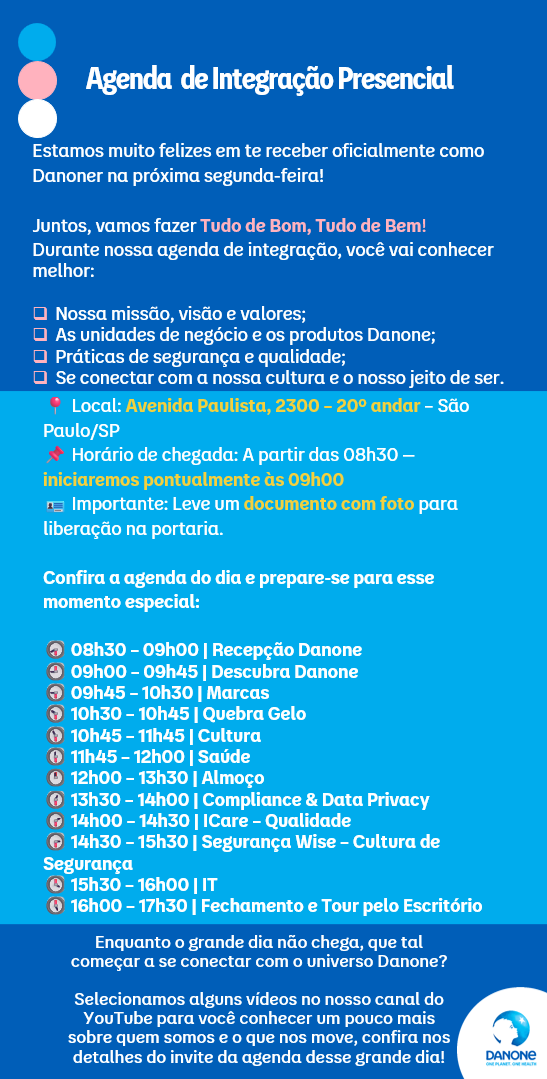 Agenda de Integração Presencial
Estamos muito felizes em te receber oficialmente como
Danoner na próxima segunda-feira!
Juntos, vamos fazer Tudo de Bom, Tudo de Bem!
Durante nossa agenda de integração, você vai conhecer
melhor:
❑ Nossa missão, visão e valores;
❑ As unidades de negócio e os produtos Danone;
❑ Práticas de segurança e qualidade;
❑ Se conectar com a nossa cultura e o nosso jeito de ser.
📍 Local: Avenida Paulista, 2300 – 20º andar – São
Paulo/SP
📌 Horário de chegada: A partir das 08h30 —
iniciaremos pontualmente às 09h00
🪪 Importante: Leve um documento com foto para
liberação na portaria.
Confira a agenda do dia e prepare-se para esse
momento especial:
08h30 – 09h00 | Recepção Danone
09h00 – 09h45 | Descubra Danone
09h45 – 10h30 | Marcas
10h30 – 10h45 | Quebra Gelo
10h45 – 11h45 | Cultura
11h45 – 12h00 | Saúde
12h00 – 13h30 | Almoço
13h30 – 14h00 | Compliance & Data Privacy
14h00 – 14h30 | ICare – Qualidade
14h30 – 15h30 | Segurança Wise – Cultura de
Segurança
15h30 – 16h00 | IT
16h00 – 17h30 | Fechamento e Tour pelo Escritório
Enquanto o grande dia não chega, que tal
começar a se conectar com o universo Danone?
Selecionamos alguns vídeos no nosso canal do
YouTube para você conhecer um pouco mais
sobre quem somos e o que nos move, confira nos
detalhes do invite da agenda desse grande dia!
DANONE
ONE PLANET. ONE HEALTH